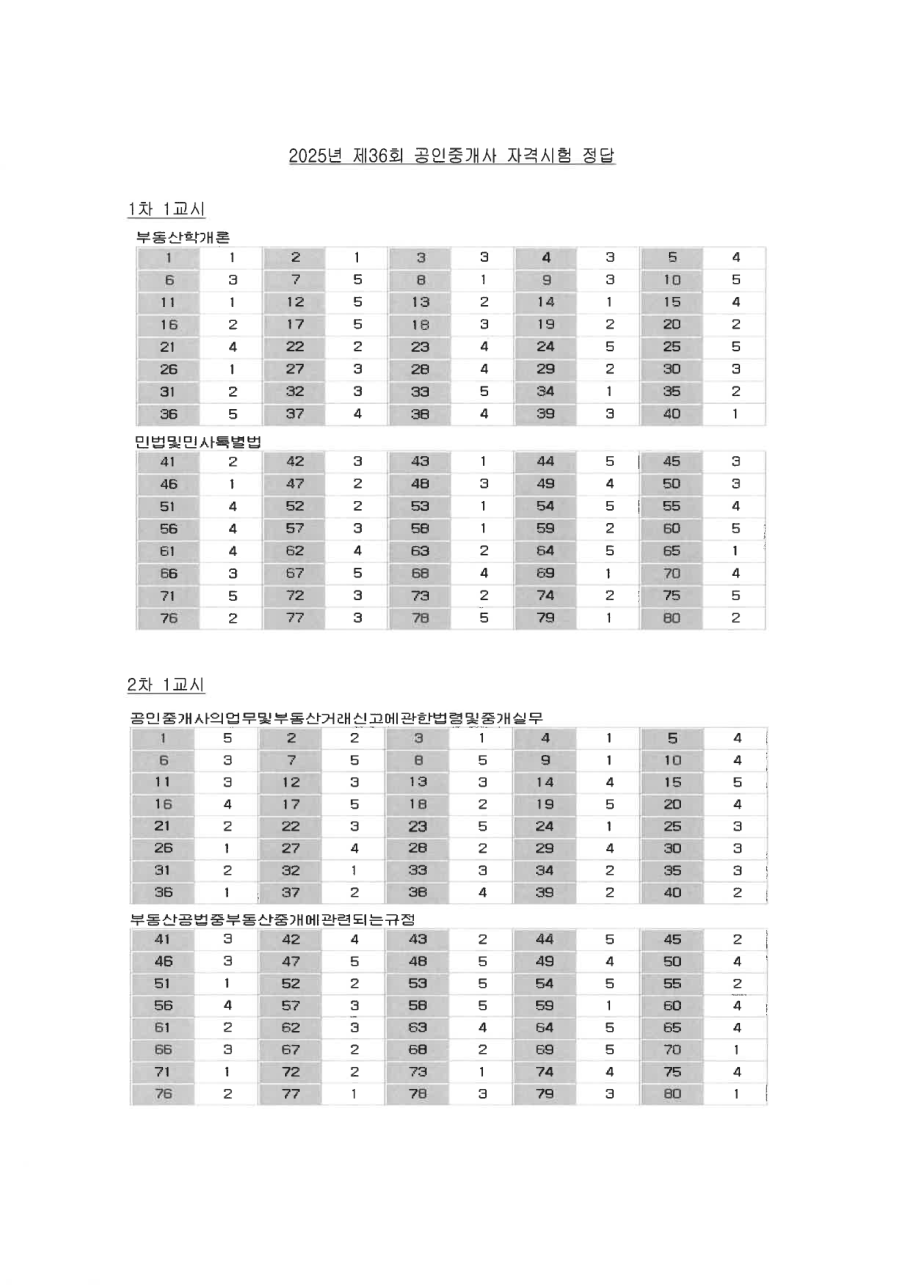 2025년 제36회 공인중개사 자격시험 정답
1차 1교시
부동산학개론
1 1 2 1 3 3 4 3 5 4
6 3 7 5 8 1 9 3 10 5
11 1 12 5 13 2 14 1 15 4
16 2 17 5 18 3 19 2 20 2
21 4 22 2 23 4 24 5 25 5
26 1 27 3 28 4 29 2 30 3
31 2 32 3 33 5 34 1 35 2
36 5 37 4 38 4 39 3 40 1
민법및민사특별법
41 2 42 3 43 1 44 5 45 3
46 1 47 2 48 3 49 4 50 3
51 4 52 2 53 1 54 5 55 4
56 4 57 3 58 1 59 2 60 5
61 4 62 4 63 2 64 5 65 1
66 3 67 5 68 4 69 1 70 4
71 5 72 3 73 2 74 2 75 5
76 2 77 3 78 5 79 1 80 2
2차 1교시
공인중개사의업무및부동산거래신고에관한법령및중개실무
1 5 2 2 3 1 4 1 5 4
6 3 7 5 8 5 9 1 10 4
11 3 12 3 13 3 14 4 15 5
16 4 17 5 18 2 19 5 20 4
21 2 22 3 23 5 24 1 25 3
26 1 27 4 28 2 29 4 30 3
31 2 32 1 33 3 34 2 35 3
36 1 37 2 38 4 39 2 40 2
부동산공법중부동산중개에관련되는규정
41 3 42 4 43 2 44 5 45 2
46 3 47 5 48 5 49 4 50 4
51 1 52 2 53 5 54 5 55 2
56 4 57 3 58 5 59 1 60 4
61 2 62 3 63 4 64 5 65 4
66 3 67 2 68 2 69 5 70 1
71 1 72 2 73 1 74 4 75 4
76 2 77 1 78 3 79 3 80 1